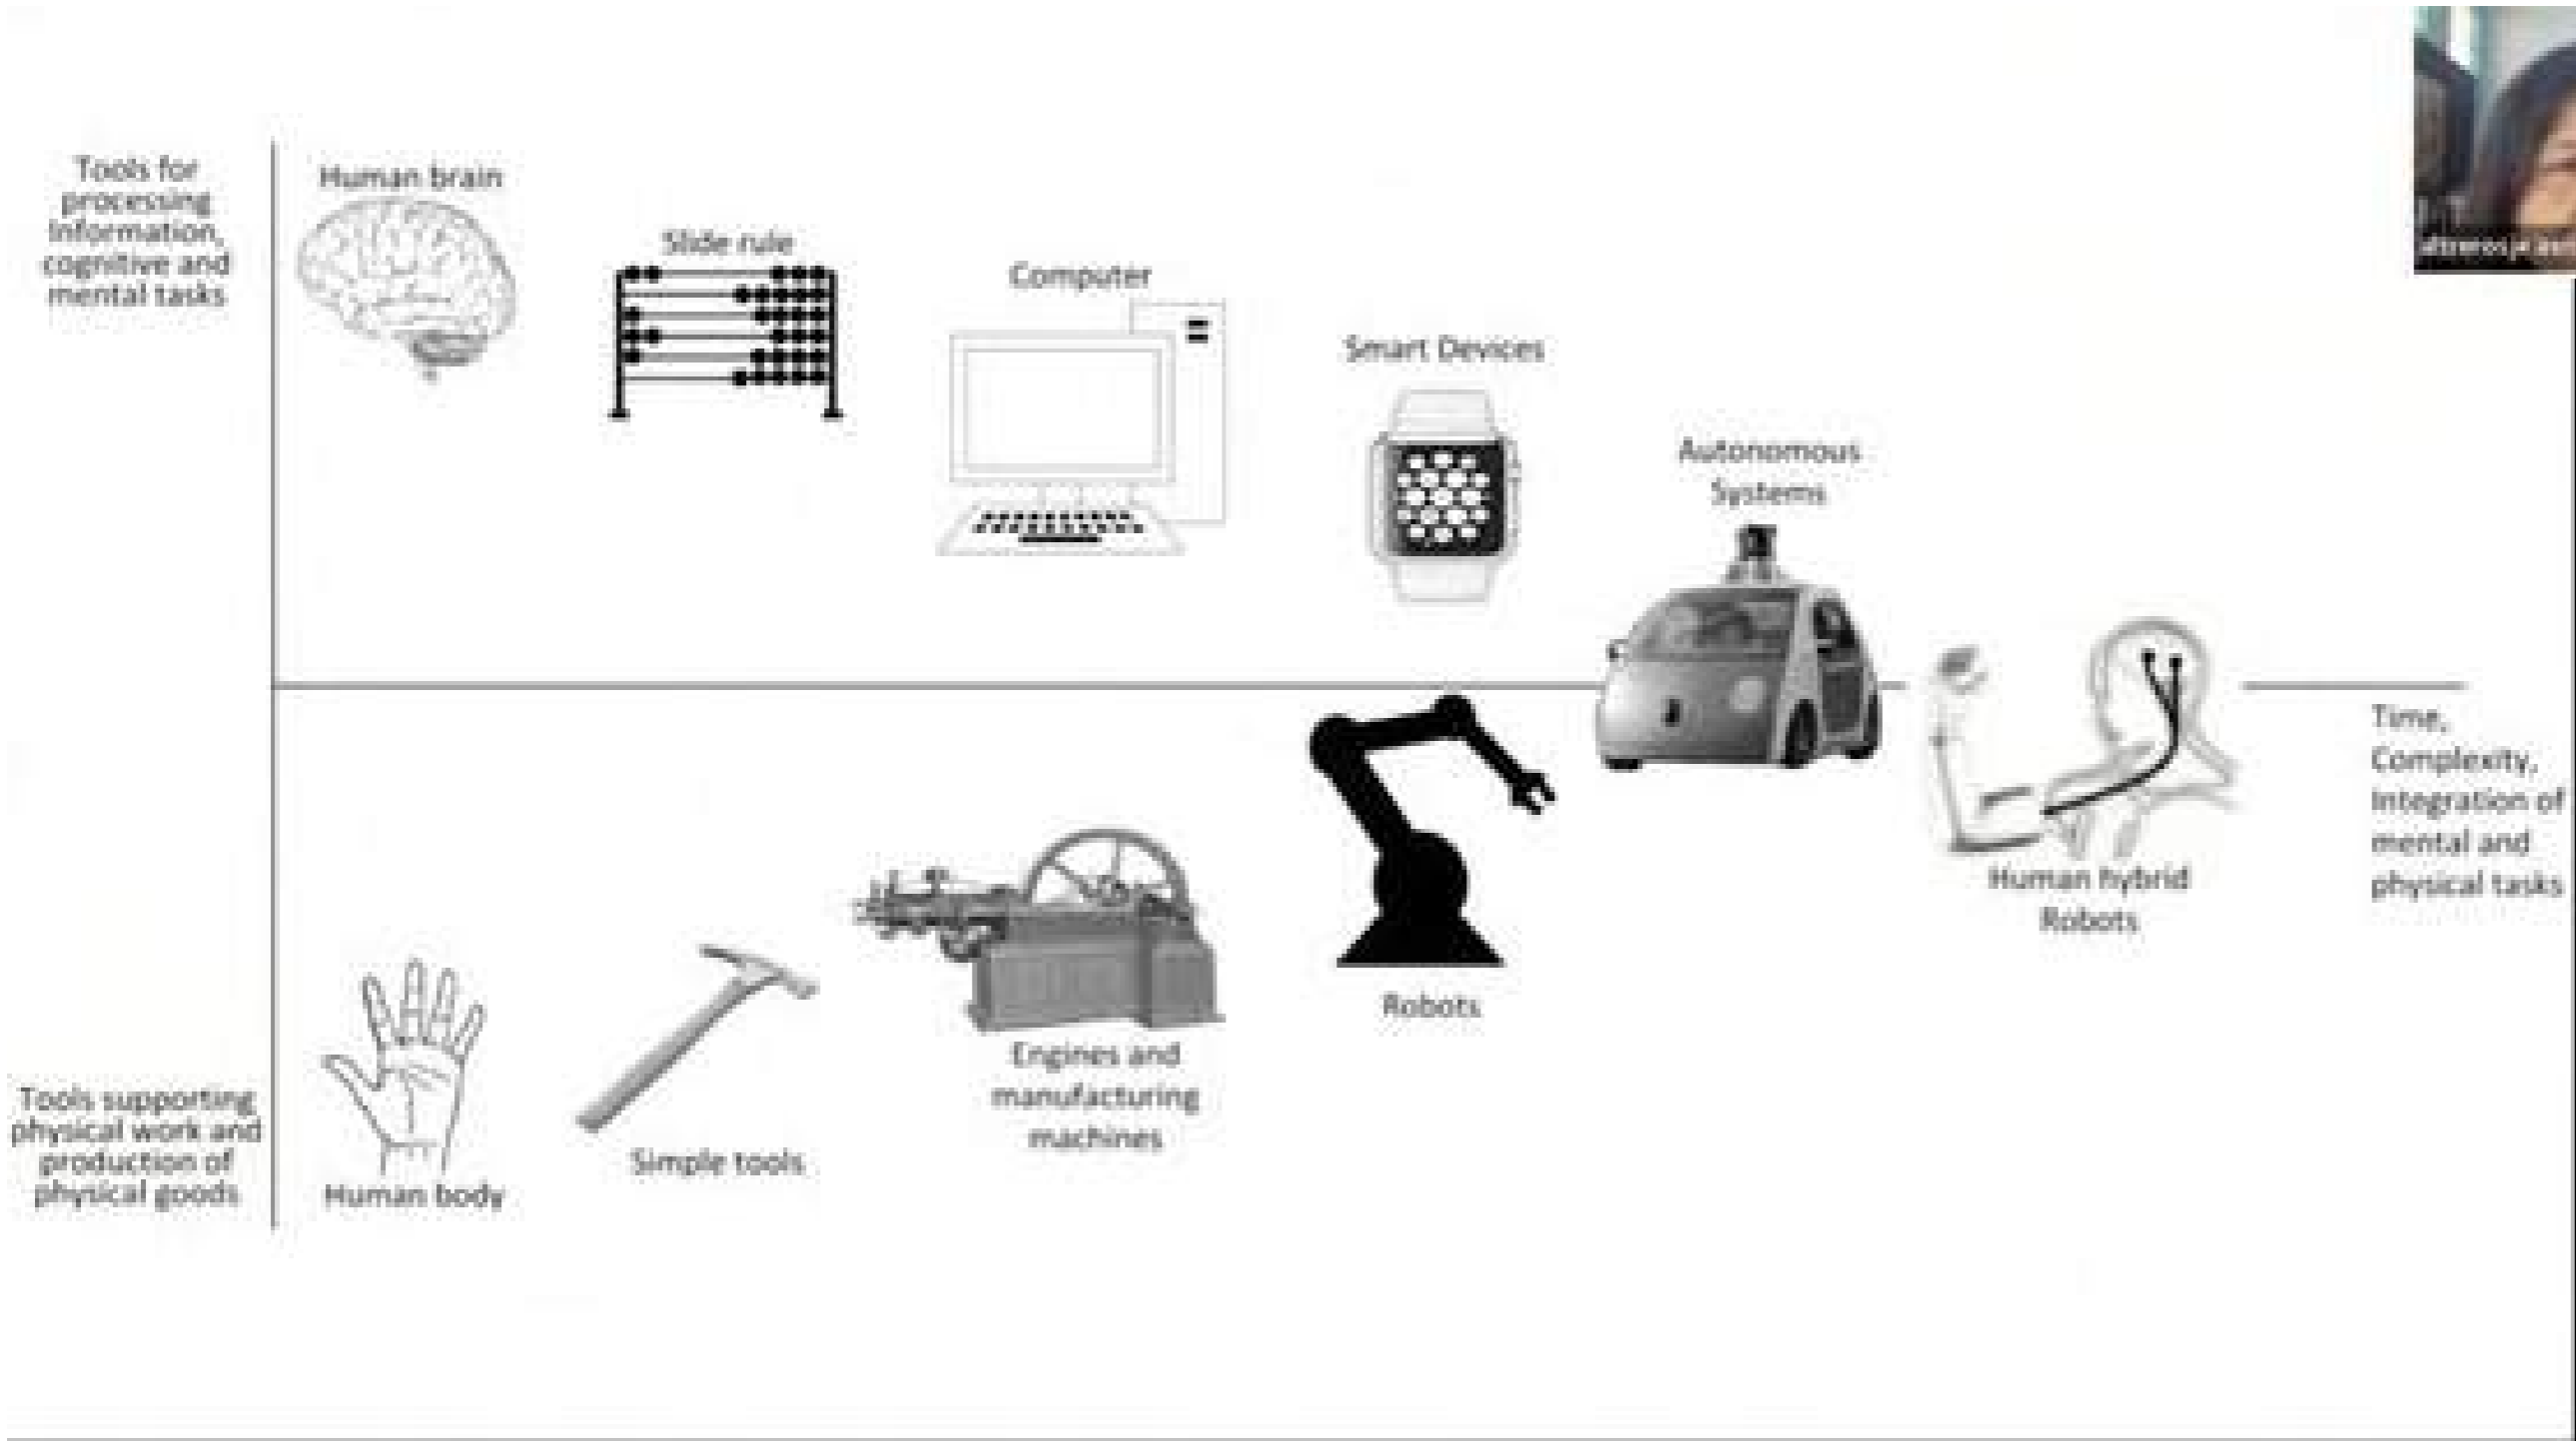 Tools for
processing
Information,
cognitive and
mental tasks
Human brain
Slide rule
Computer
Smart Devices
Autonomous
Systems
Time,
Complexity,
Integration of
mental and
physical tasks
Human hybrid
Robots
Robots
Engines and
manufacturing
machines
Simple tools
Human body
Tools supporting
physical work and
production of
physical goods